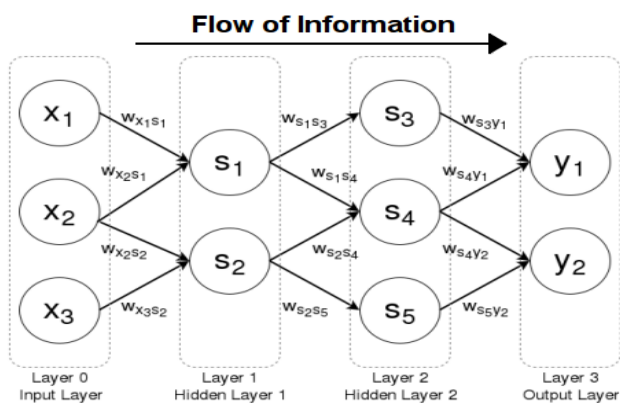 Flow of Information
x₁
x₂
x₃
w_x₁s₁
w_x₂s₁
w_x₂s₂
w_x₃s₂
s₁
s₂
w_s₁s₃
w_s₁s₄
w_s₂s₄
w_s₂s₅
s₃
s₄
s₅
w_s₃y₁
w_s₄y₁
w_s₄y₂
w_s₅y₂
y₁
y₂
Layer 0
Input Layer
Layer 1
Hidden Layer 1
Layer 2
Hidden Layer 2
Layer 3
Output Layer